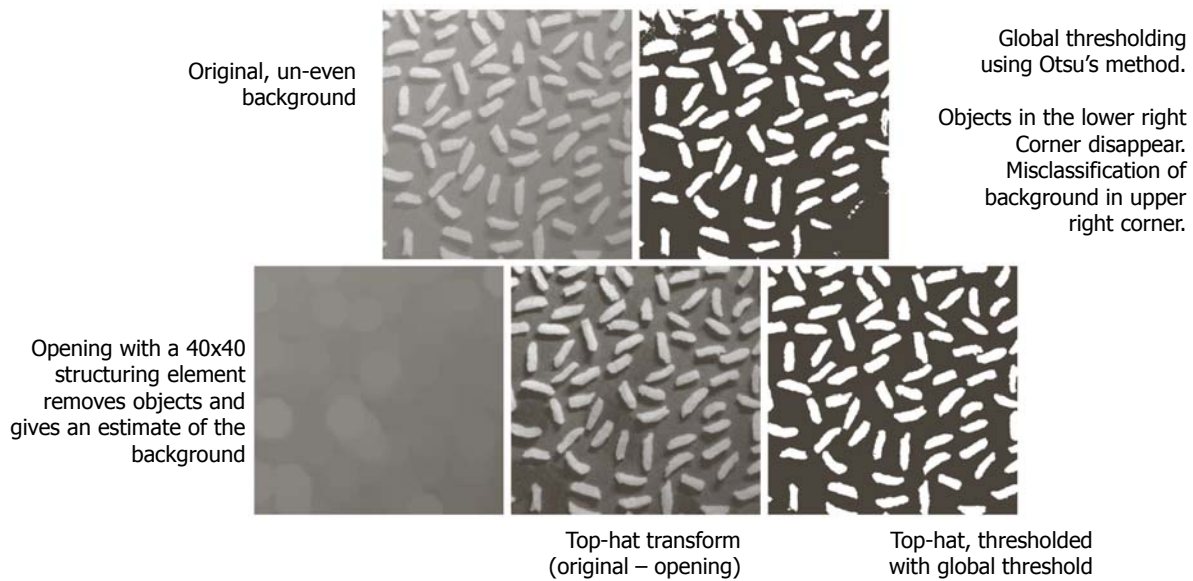 Original, un-even
background
Global thresholding
using Otsu’s method.
Objects in the lower right
Corner disappear.
Misclassification of
background in upper
right corner.
Opening with a 40x40
structuring element
removes objects and
gives an estimate of the
background
Top-hat transform
(original – opening)
Top-hat, thresholded
with global threshold